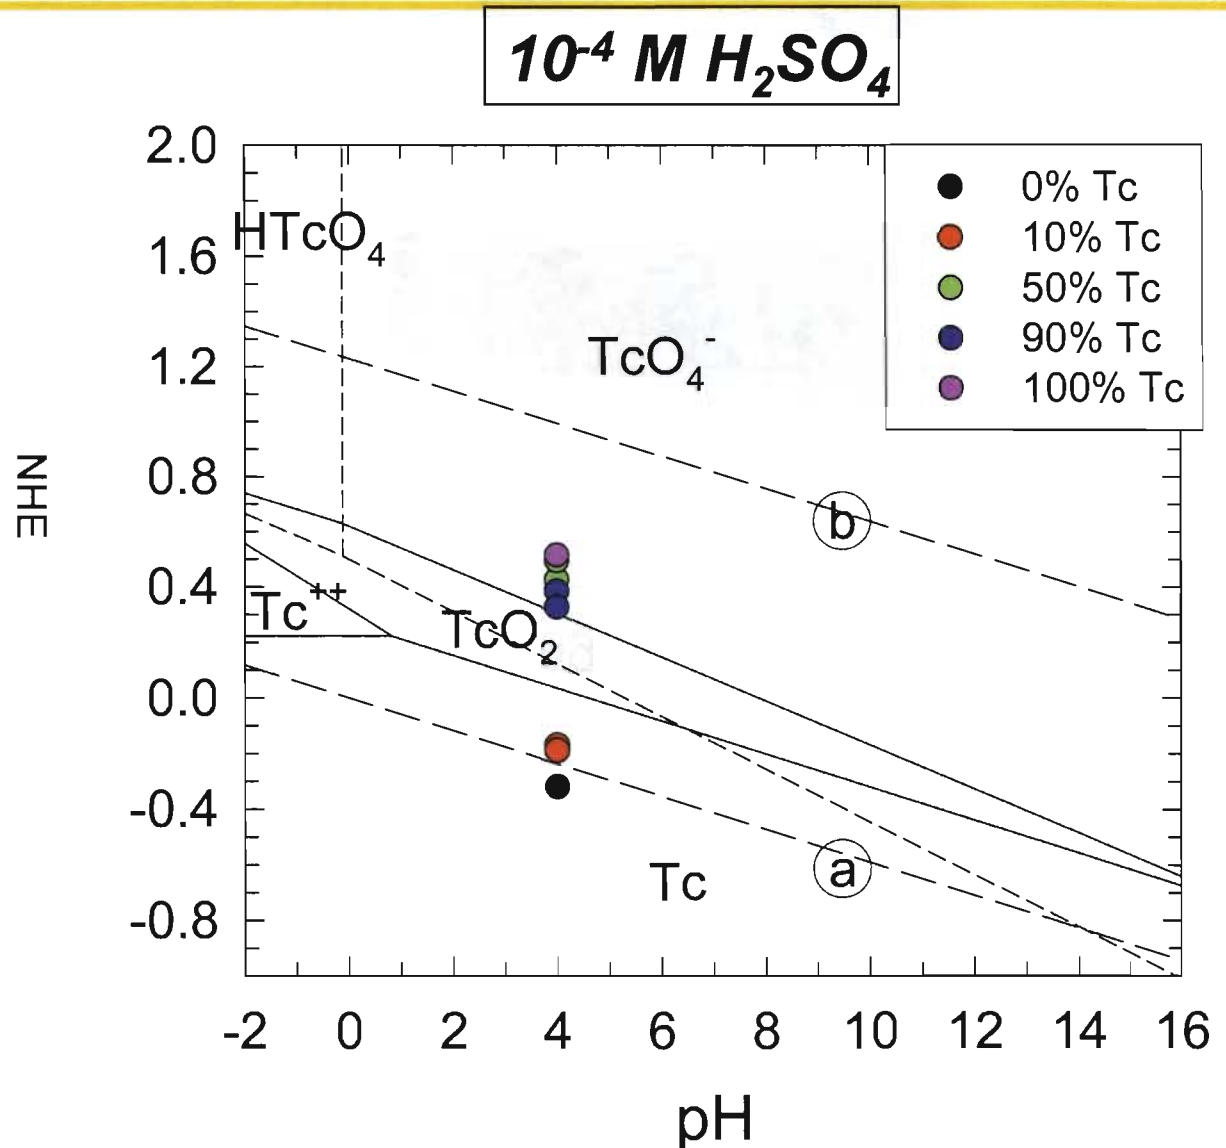 10⁻⁴ M H₂SO₄
2.0
1.6
1.2
0.8
0.4
0.0
-0.4
-0.8
NHE
HTcO₄
TcO₄⁻
b
Tc⁺⁺
TcO₂
a
Tc
0% Tc
10% Tc
50% Tc
90% Tc
100% Tc
-2 0 2 4 6 8 10 12 14 16
pH